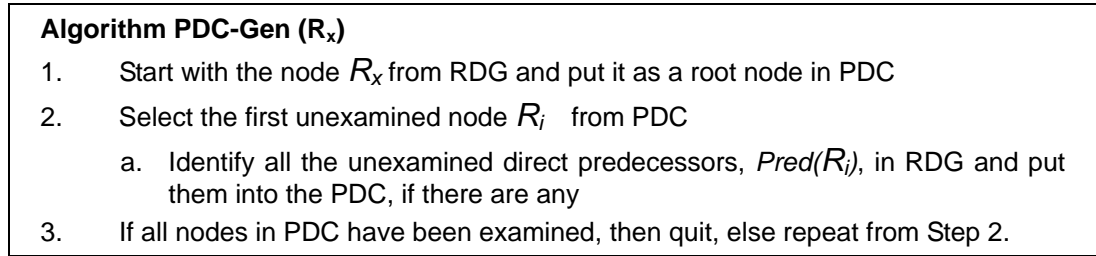 Algorithm PDC-Gen (Rx)
1. Start with the node Rx from RDG and put it as a root node in PDC
2. Select the first unexamined node Ri from PDC
a. Identify all the unexamined direct predecessors, Pred(Ri), in RDG and put
them into the PDC, if there are any
3. If all nodes in PDC have been examined, then quit, else repeat from Step 2.